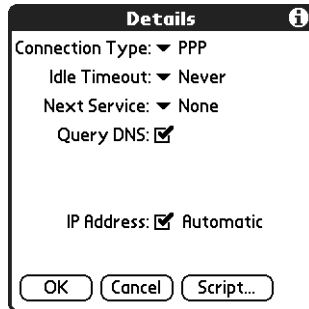 Details
Connection Type: PPP
Idle Timeout: Never
Next Service: None
Query DNS:
IP Address: Automatic
OK Cancel Script...